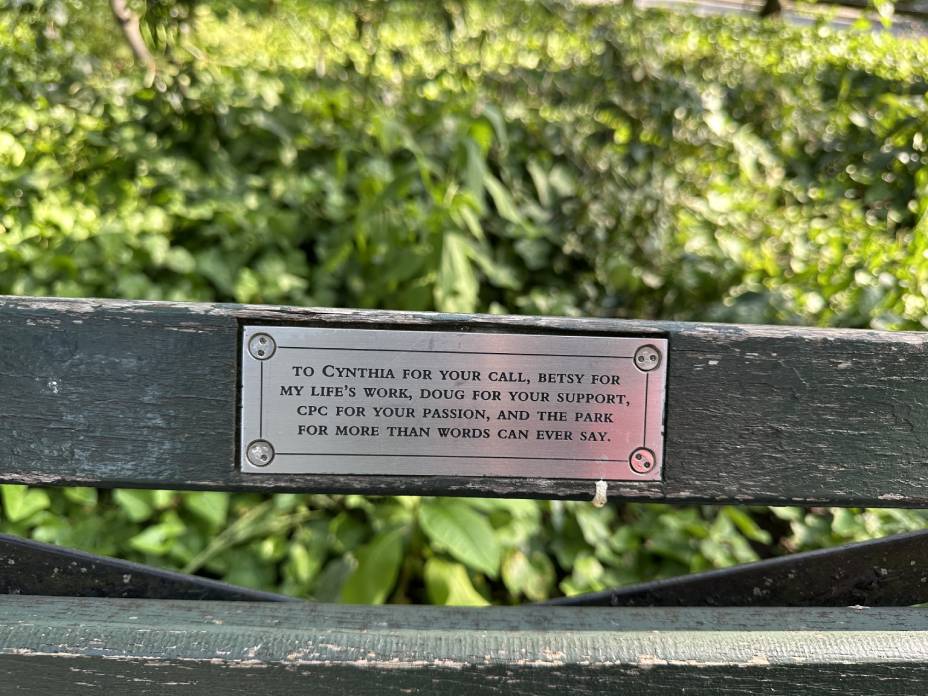 TO CYNTHIA FOR YOUR CALL, BETSY FOR
MY LIFE'S WORK, DOUG FOR YOUR SUPPORT,
CPC FOR YOUR PASSION, AND THE PARK
FOR MORE THAN WORDS CAN EVER SAY.